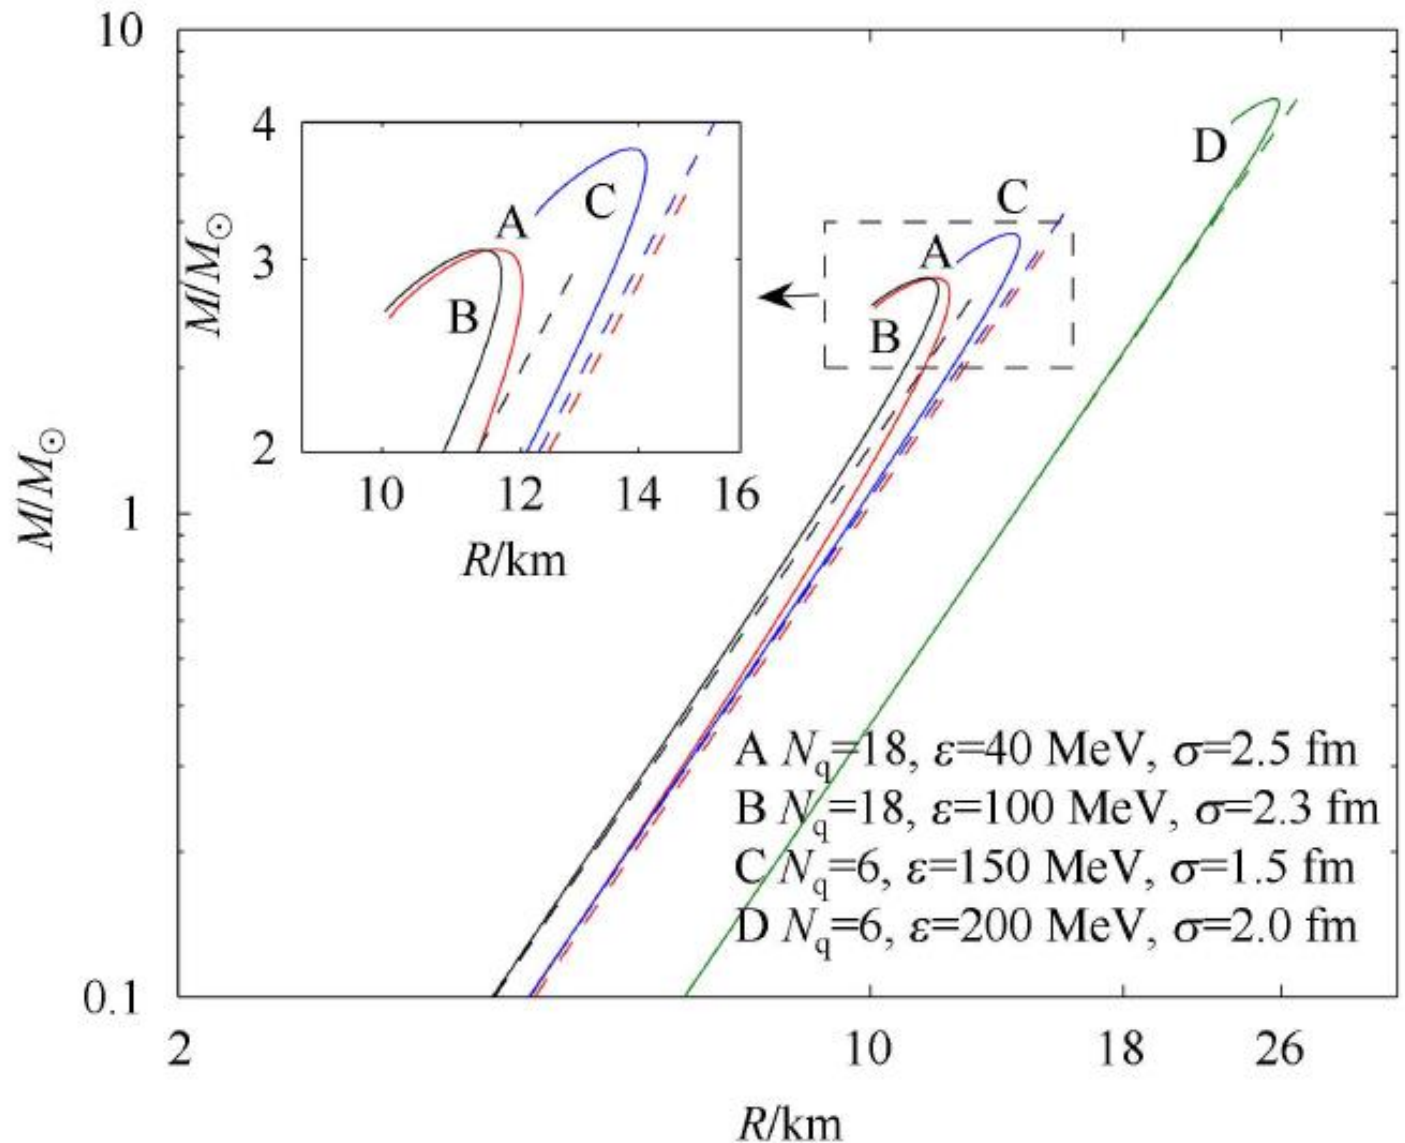 10
4
A
C
M/M☉
3
B
2
10 12 14 16
R/km
D
C
A
B
M/M☉
1
A Nq=18, ε=40 MeV, σ=2.5 fm
B Nq=18, ε=100 MeV, σ=2.3 fm
C Nq=6, ε=150 MeV, σ=1.5 fm
D Nq=6, ε=200 MeV, σ=2.0 fm
0.1
2 10 18 26
R/km